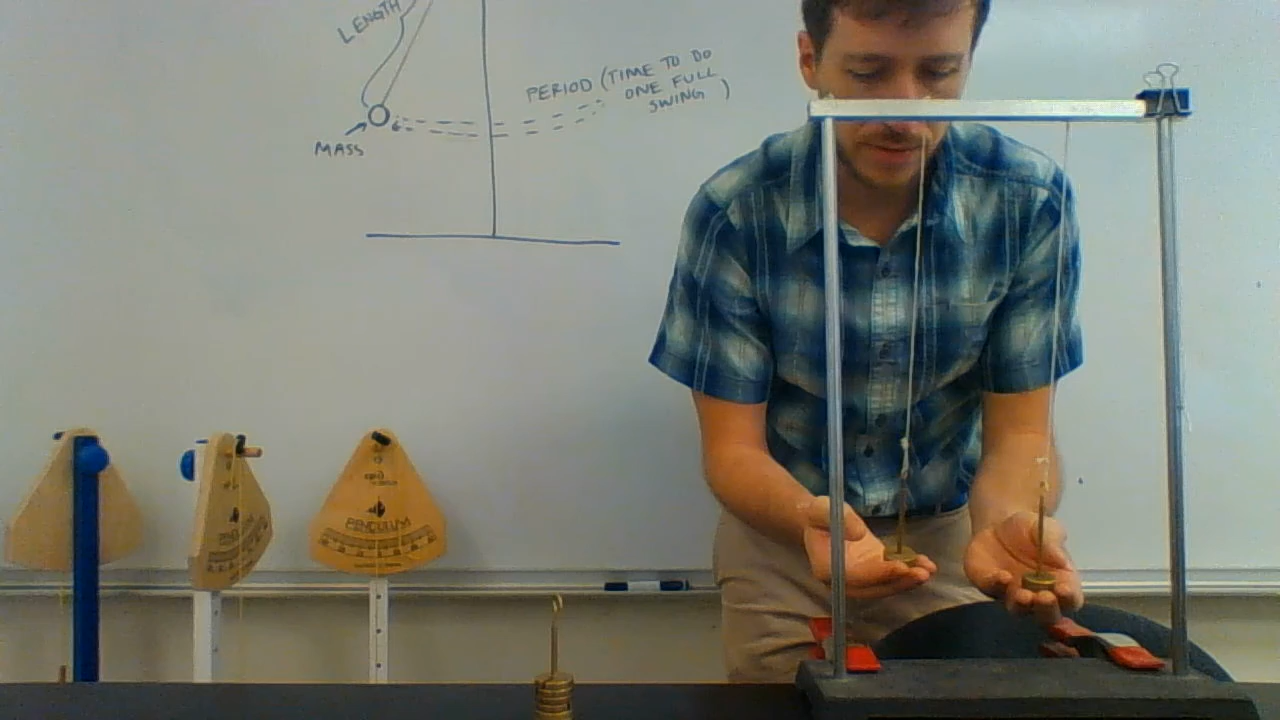 LENGTH
PERIOD (TIME TO DO
ONE FULL
SWING)
MASS
PENDULUM